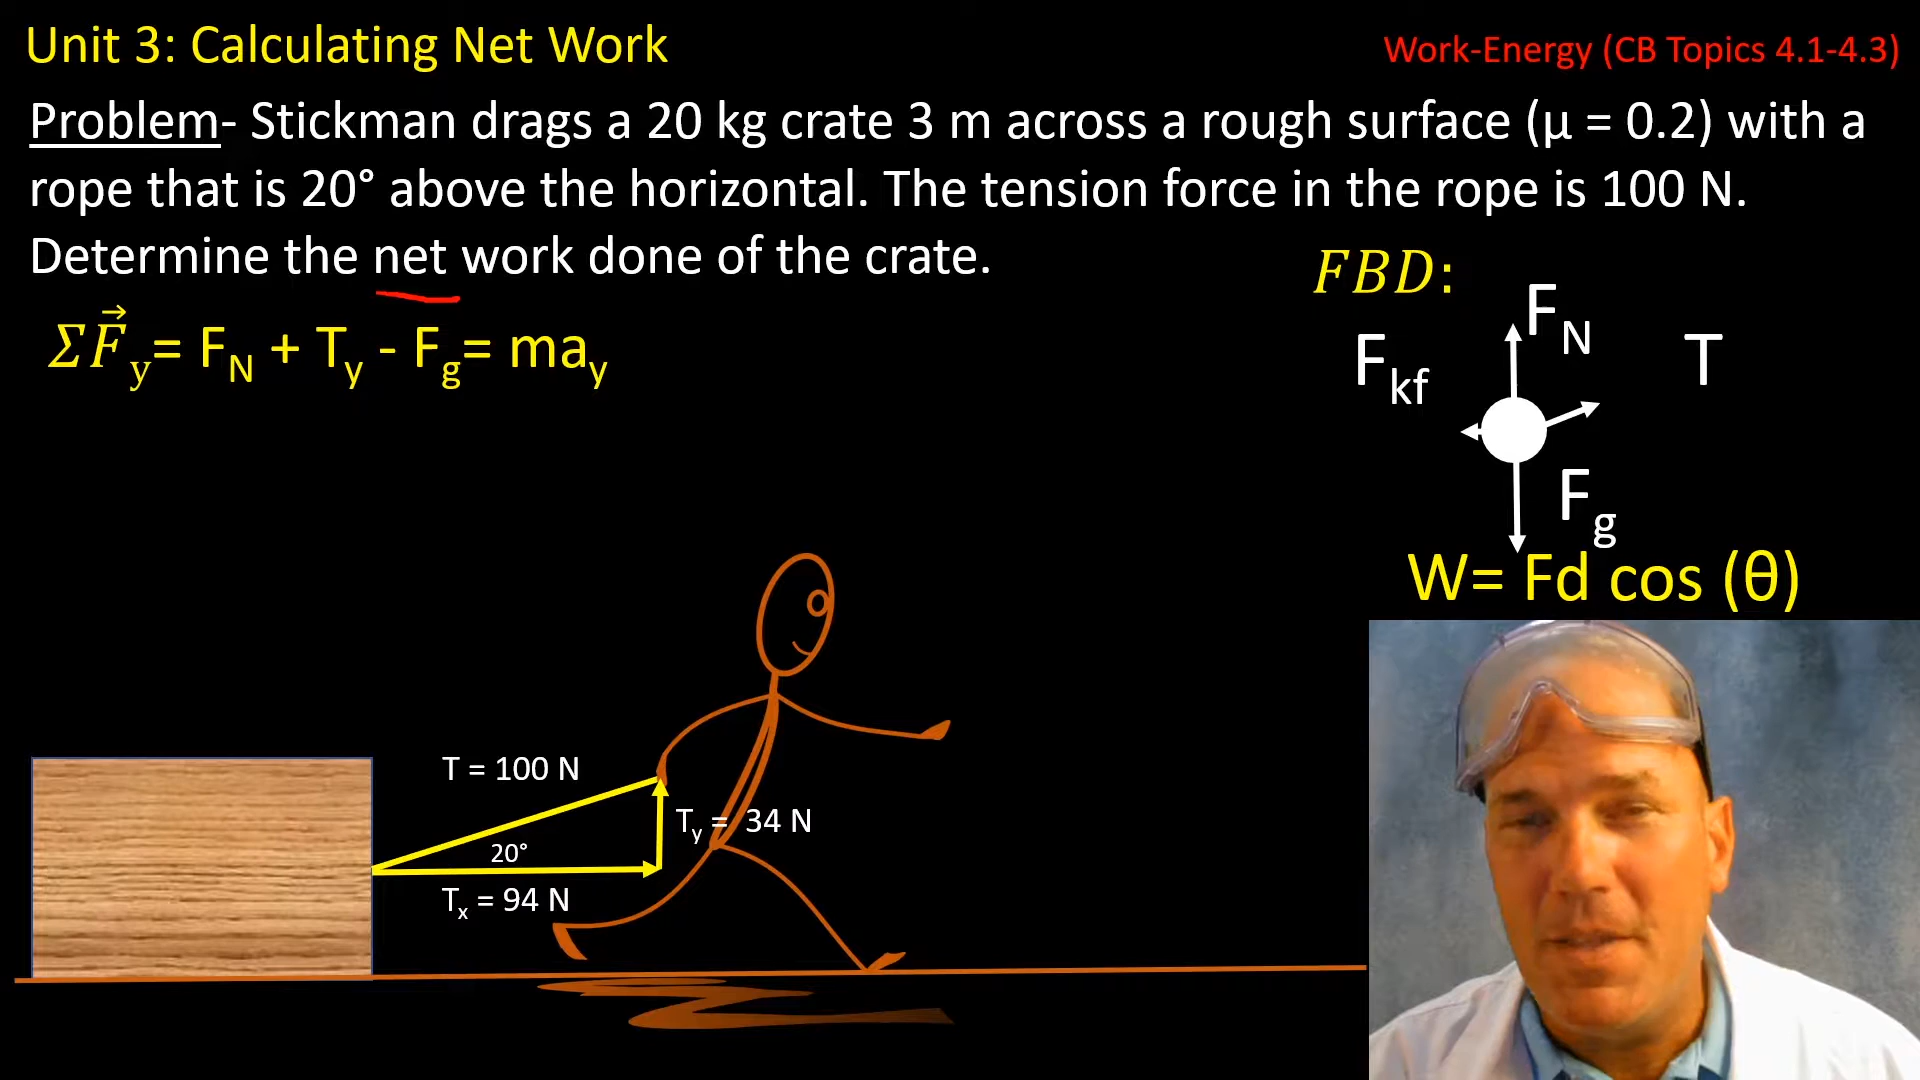 Unit 3: Calculating Net Work
Work-Energy (CB Topics 4.1-4.3)
Problem- Stickman drags a 20 kg crate 3 m across a rough surface (μ = 0.2) with a
rope that is 20° above the horizontal. The tension force in the rope is 100 N.
Determine the net work done of the crate.
FBD:
ΣF⃗y= FN + Ty - Fg= may
FN
Fkf
T
Fg
W= Fd cos (θ)
T = 100 N
Ty = 34 N
20°
Tx = 94 N